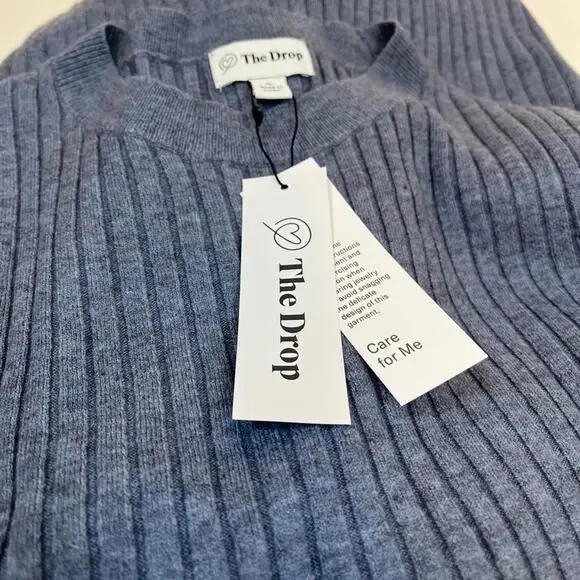 The Drop
The Drop
ne
ructions
ent and
rcising
on when
aring jewelry
avoid snagging
he delicate
design of this
garment.
Care
for Me